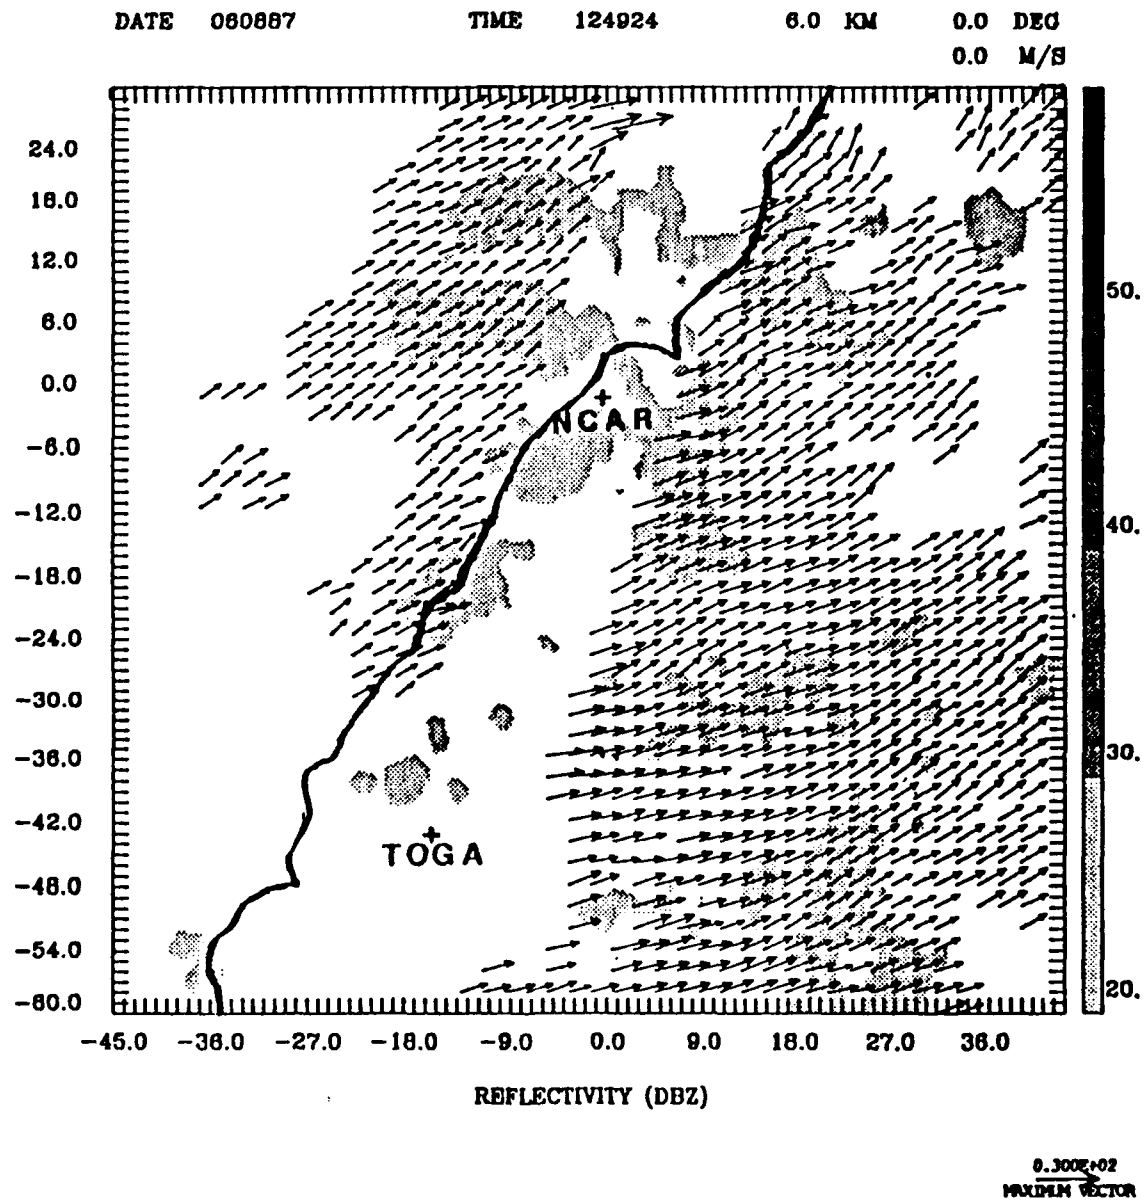 DATE 060887 TIME 124924 6.0 KM 0.0 DEG
0.0 M/S
24.0
18.0
12.0
6.0
0.0
-6.0
-12.0
-18.0
-24.0
-30.0
-36.0
-42.0
-48.0
-54.0
-60.0
50.
40.
30.
20.
NCAR
TOGA
-45.0 -36.0 -27.0 -18.0 -9.0 0.0 9.0 18.0 27.0 36.0
REFLECTIVITY (DBZ)
0.300E+02
MAXIMUM VECTOR